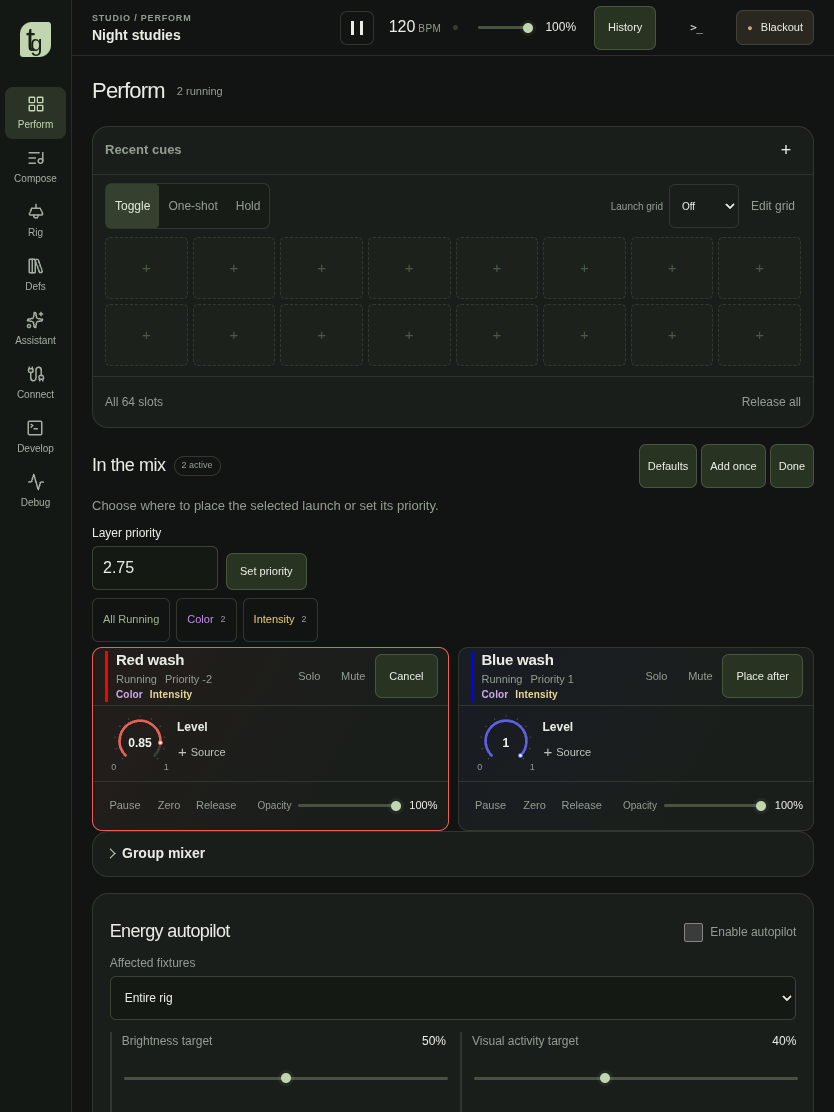 tg
STUDIO / PERFORM
Night studies
120 BPM
100%
History
>_
Blackout
Perform
Compose
Rig
Defs
Assistant
Connect
Develop
Debug
Perform
2 running
Recent cues
+
Toggle
One-shot
Hold
Launch grid
Off
Edit grid
+ + + + + + + +
+ + + + + + + +
All 64 slots
Release all
In the mix
2 active
Defaults
Add once
Done
Choose where to place the selected launch or set its priority.
Layer priority
2.75
Set priority
All Running
Color 2
Intensity 2
Red wash
Running Priority -2
Color Intensity
Solo
Mute
Cancel
0.85
0 1
Level
+ Source
Pause
Zero
Release
Opacity
100%
Blue wash
Running Priority 1
Color Intensity
Solo
Mute
Place after
1
0 1
Level
+ Source
Pause
Zero
Release
Opacity
100%
Group mixer
Energy autopilot
Enable autopilot
Affected fixtures
Entire rig
Brightness target
50%
Visual activity target
40%